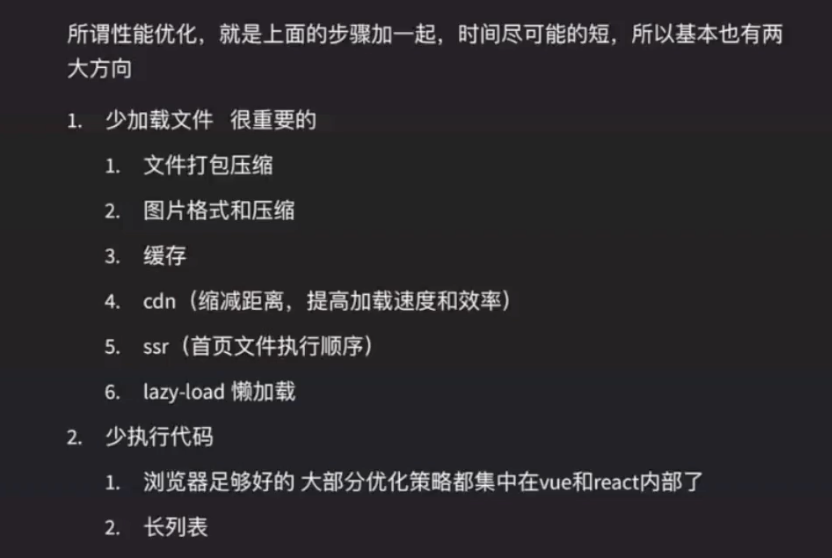 所谓性能优化，就是上面的步骤加一起，时间尽可能的短，所以基本也有两
大方向
1. 少加载文件 很重要的
1. 文件打包压缩
2. 图片格式和压缩
3. 缓存
4. cdn（缩减距离，提高加载速度和效率）
5. ssr（首页文件执行顺序）
6. lazy-load 懒加载
2. 少执行代码
1. 浏览器足够好的 大部分优化策略都集中在vue和react内部了
2. 长列表